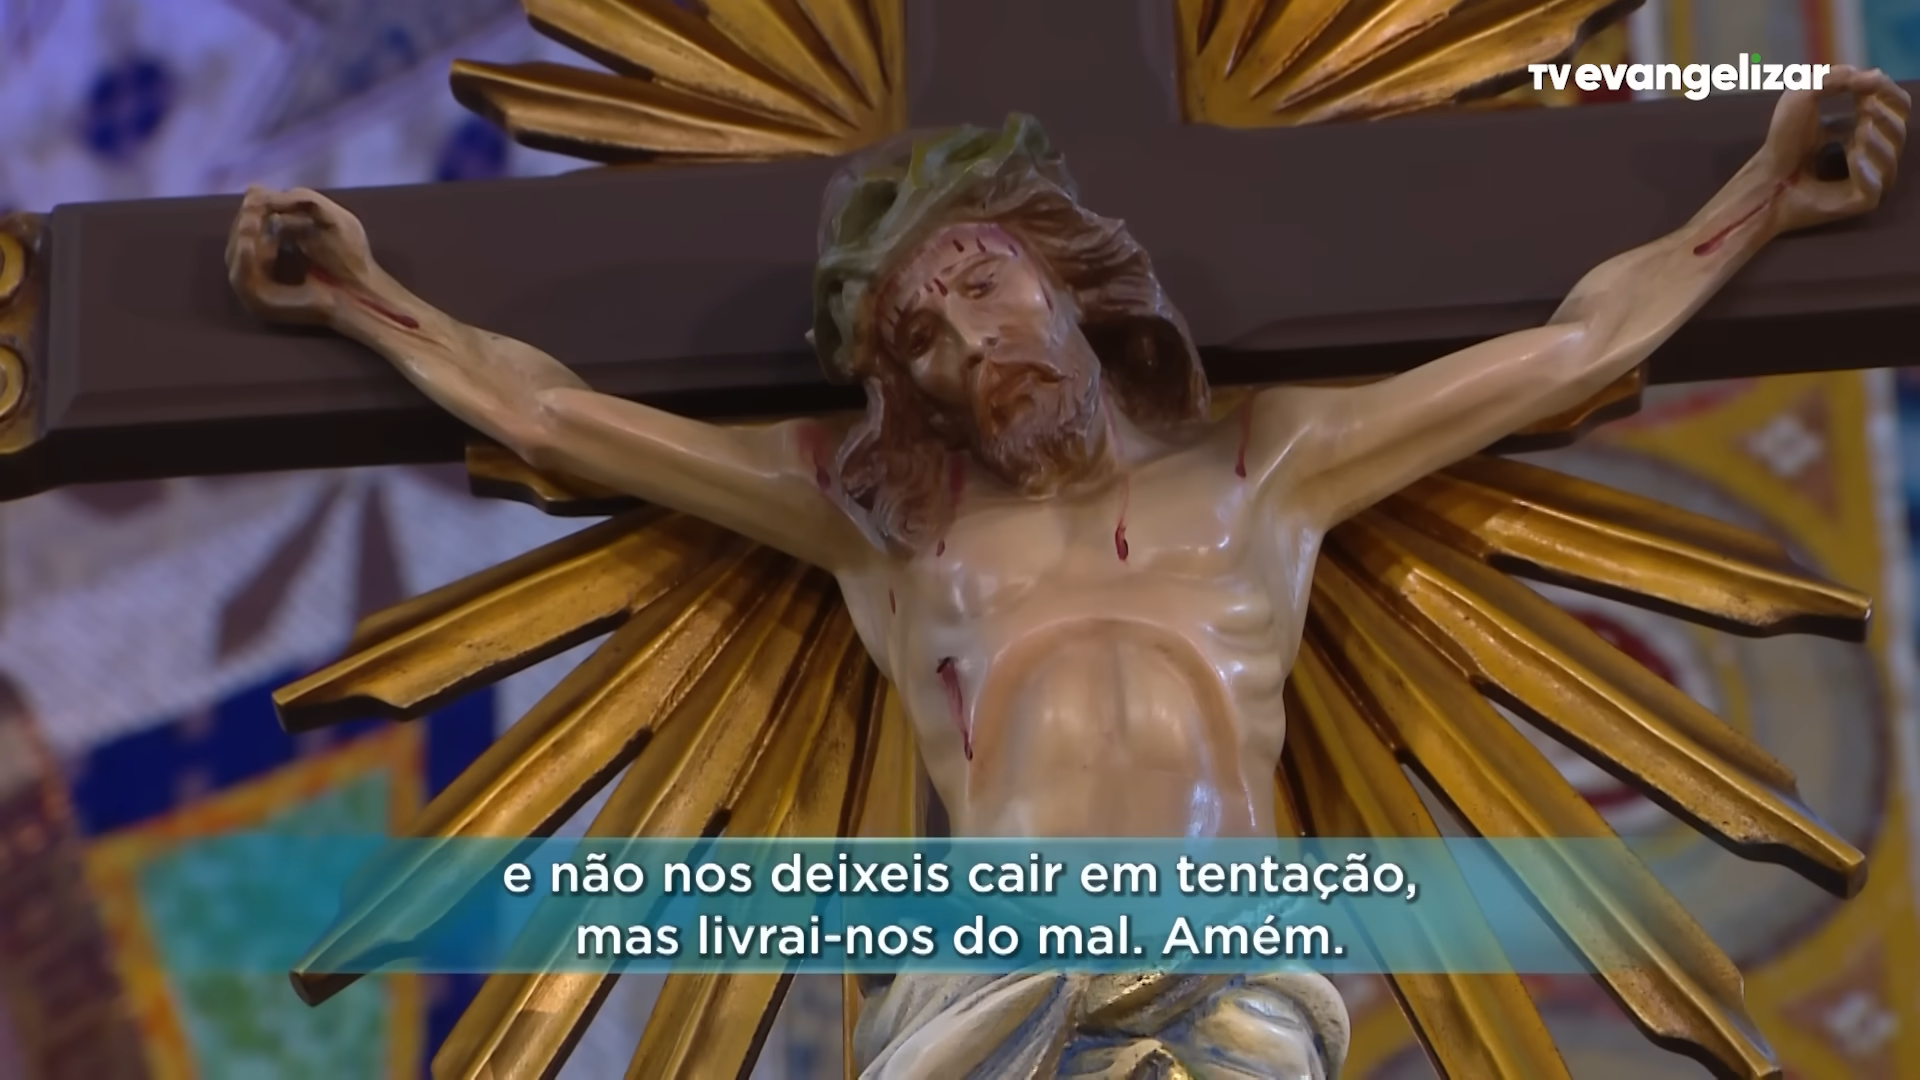 TVevangelizar
e não nos deixeis cair em tentação,
mas livrai-nos do mal. Amém.